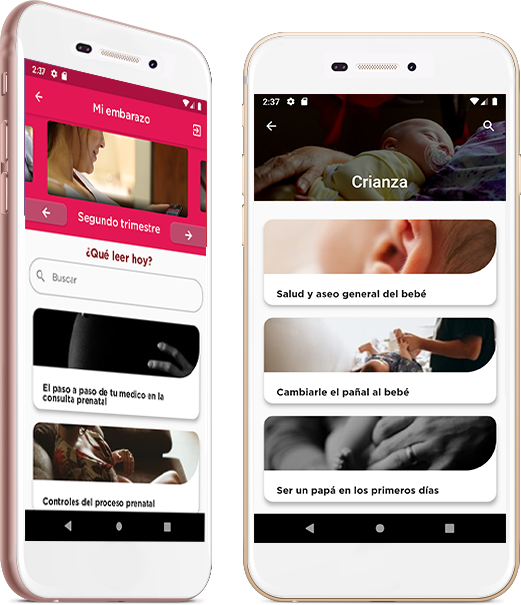 2:37
Mi embarazo
Segundo trimestre
¿Qué leer hoy?
Buscar
El paso a paso de tu medico en la
consulta prenatal
Controles del proceso prenatal
2:37
Crianza
Salud y aseo general del bebé
Cambiarle el pañal al bebé
Ser un papá en los primeros días